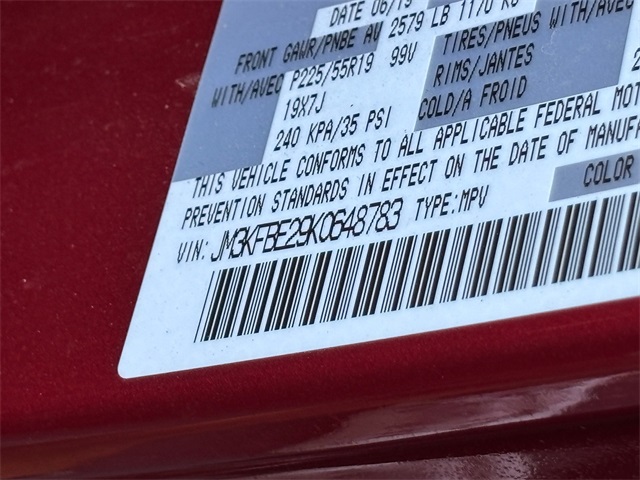 DATE 06/19 2579 LB 1170 KG
FRONT GAWR/PNBE AV TIRES/PNEUS WITH/AVEC
WITH/AVEC P225/55R19 99V RIMS/JANTES
19X7J COLD/A FROID
240 KPA/35 PSI
THIS VEHICLE CONFORMS TO ALL APPLICABLE FEDERAL MOTOR
PREVENTION STANDARDS IN EFFECT ON THE DATE OF MANUFA
COLOR
VIN: JM3KFBE29K0648783 TYPE:MPV